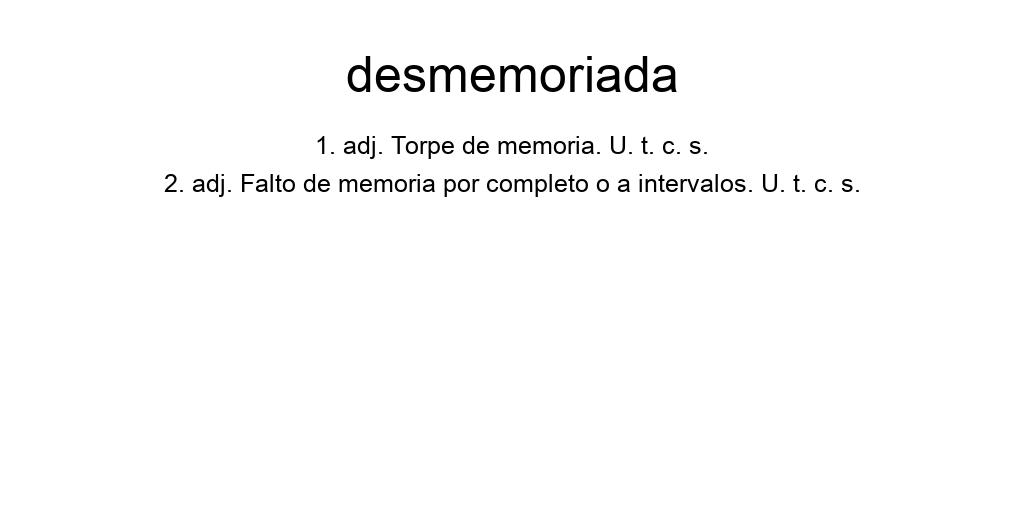 desmemoriada
1. adj. Torpe de memoria. U. t. c. s.
2. adj. Falto de memoria por completo o a intervalos. U. t. c. s.